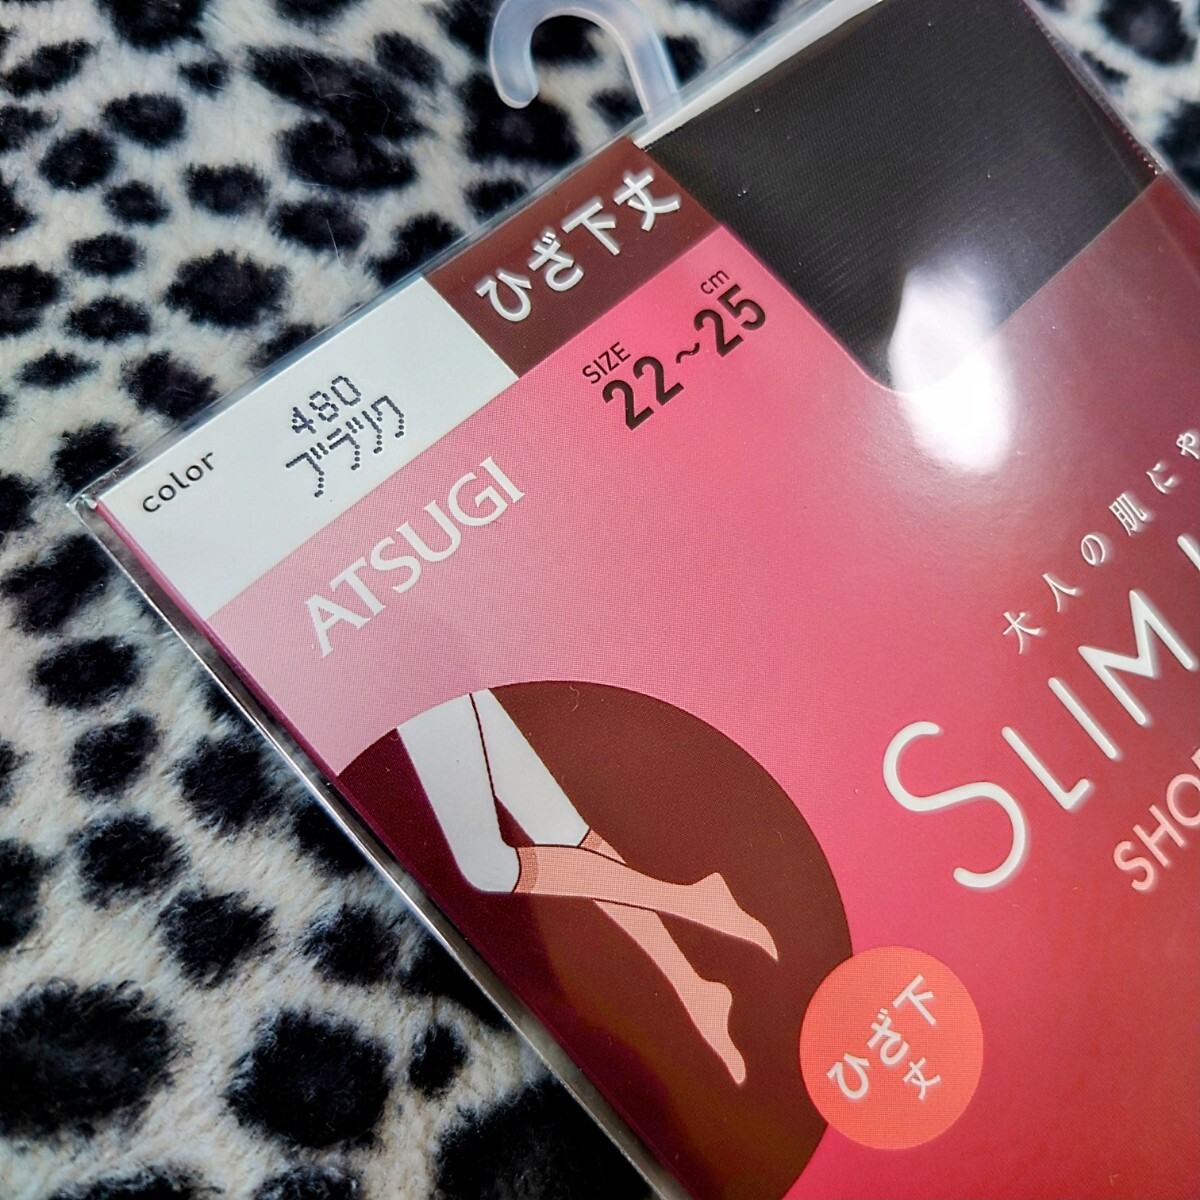 ひざ下丈
SIZE
22~25 cm
480
ブラック
color
ATSUGI
大人の肌にや
SLIM
ひざ下
丈